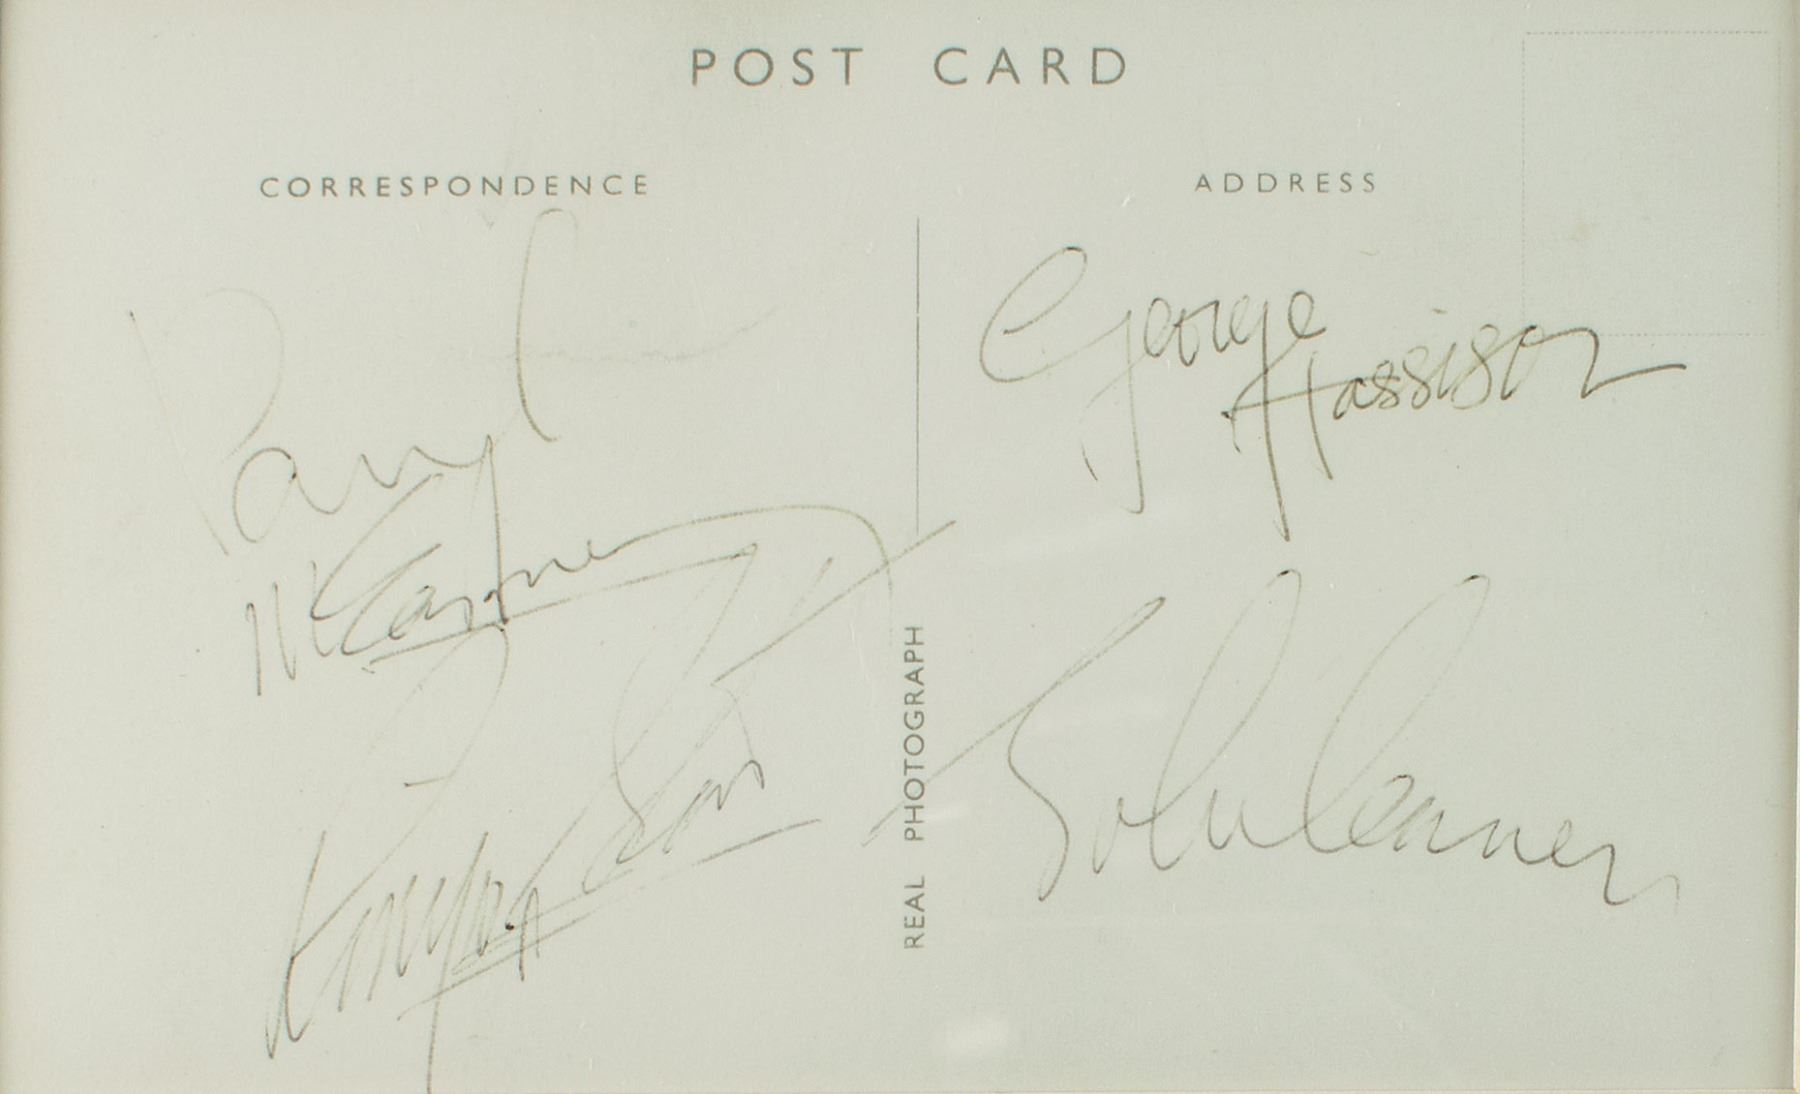 POST CARD
CORRESPONDENCE
ADDRESS
Paul
McCartney
George
Harrison
Ringo Starr
John Lennon
REAL PHOTOGRAPH